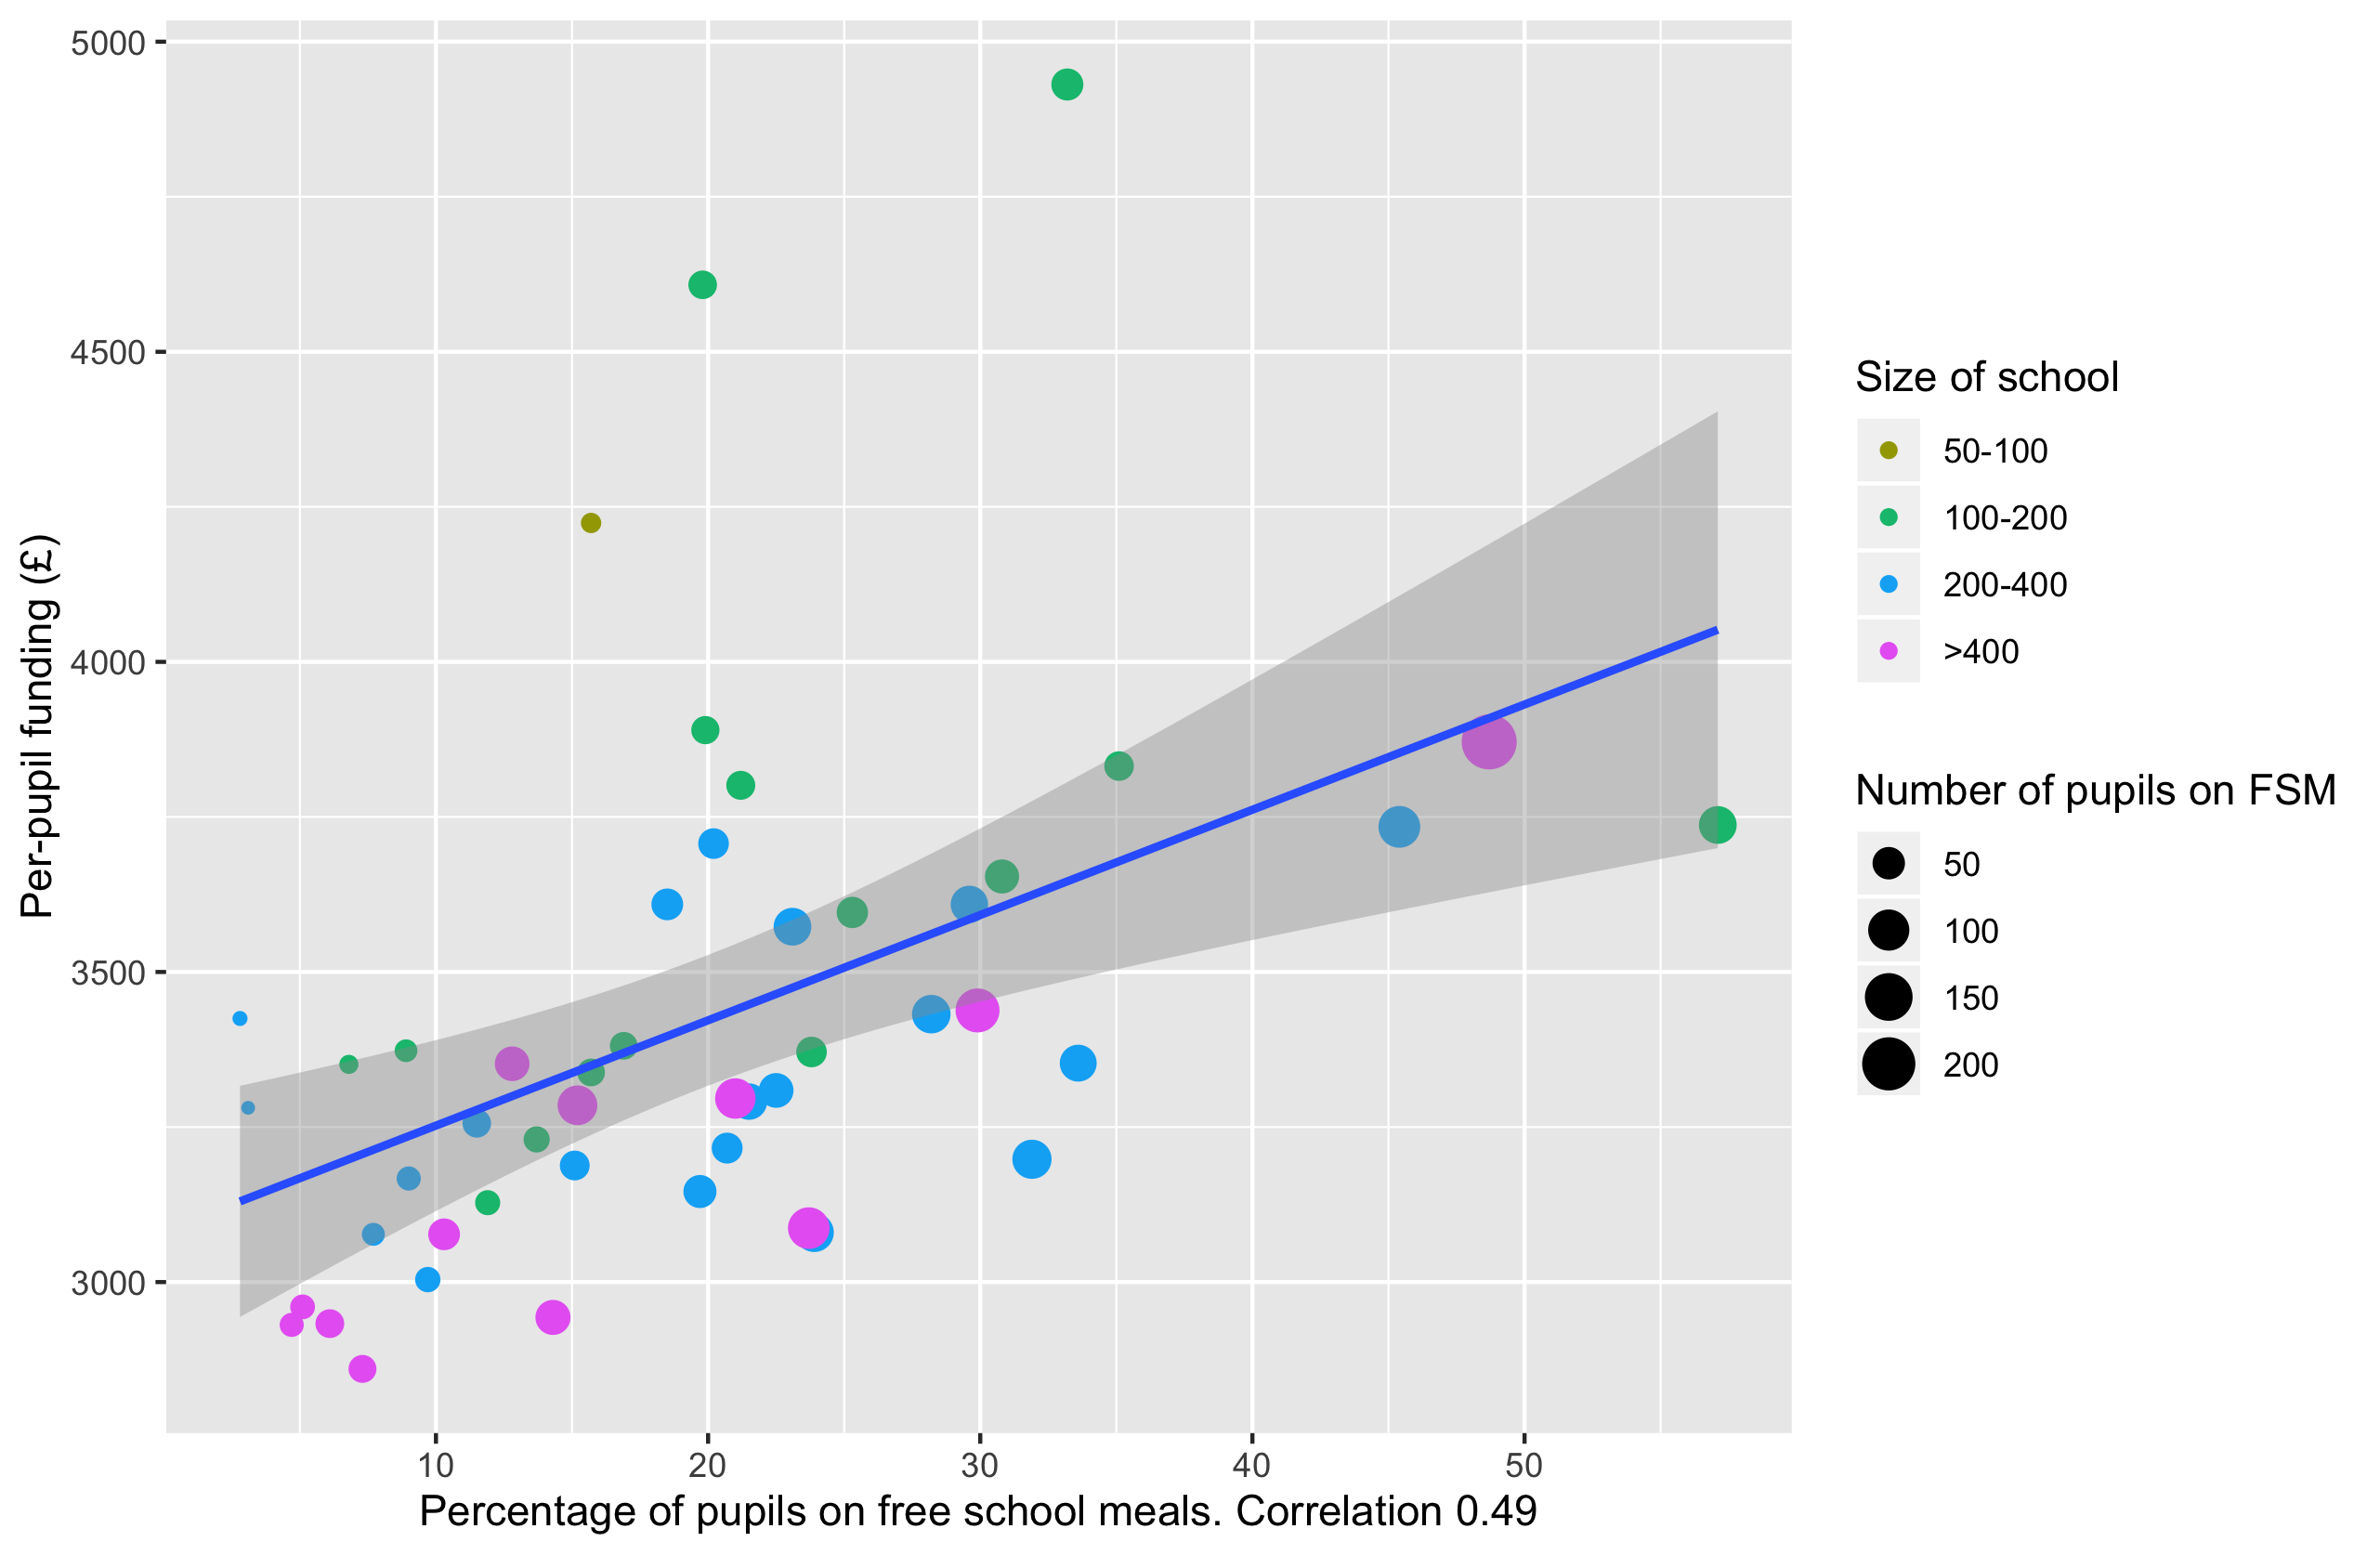 5000
4500
4000
3500
3000
Per-pupil funding (£)
10 20 30 40 50
Percentage of pupils on free school meals. Correlation 0.49
Size of school
50-100
100-200
200-400
>400
Number of pupils on FSM
50
100
150
200